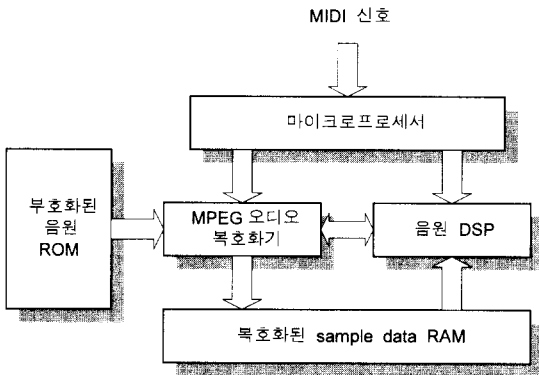 MIDI 신호
마이크로프로세서
부호화된
음원
ROM
MPEG 오디오
복호화기
음원 DSP
복호화된 sample data RAM